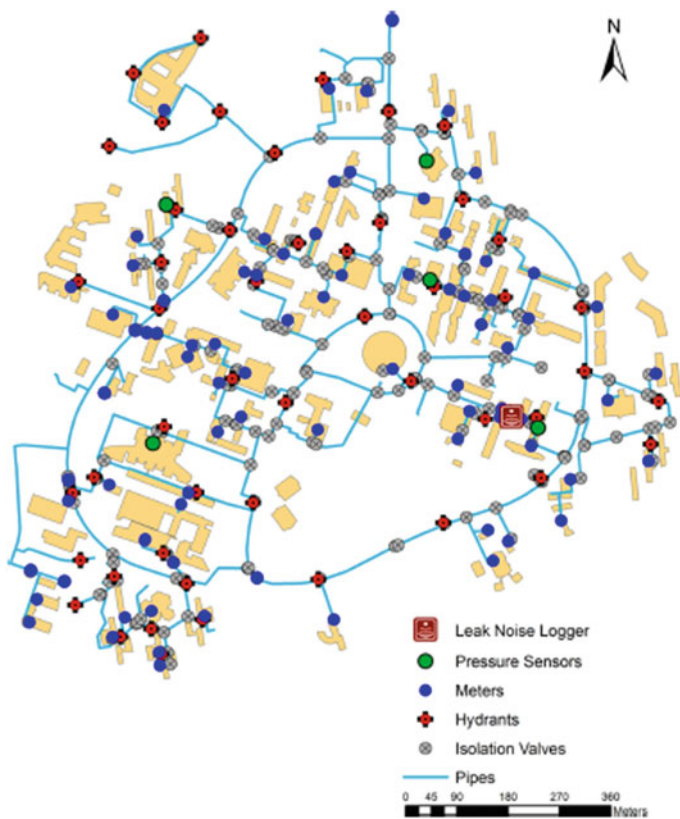 N
Leak Noise Logger
Pressure Sensors
Meters
Hydrants
Isolation Valves
Pipes
0 45 90 180 270 360
Meters